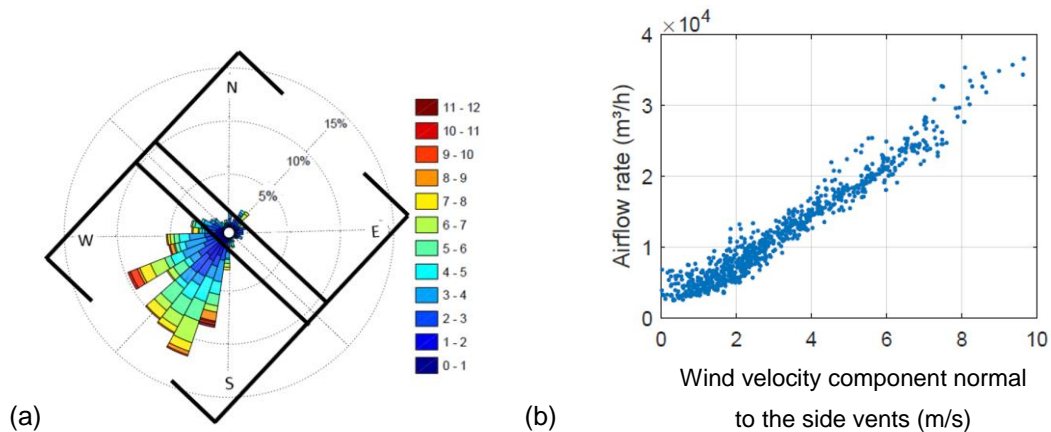 N
15%
10%
5%
W
E
S
11 - 12
10 - 11
9 - 10
8 - 9
7 - 8
6 - 7
5 - 6
4 - 5
3 - 4
2 - 3
1 - 2
0 - 1
(a)
×10⁴
4
3
2
1
0
Airflow rate (m³/h)
0 2 4 6 8 10
Wind velocity component normal
to the side vents (m/s)
(b)